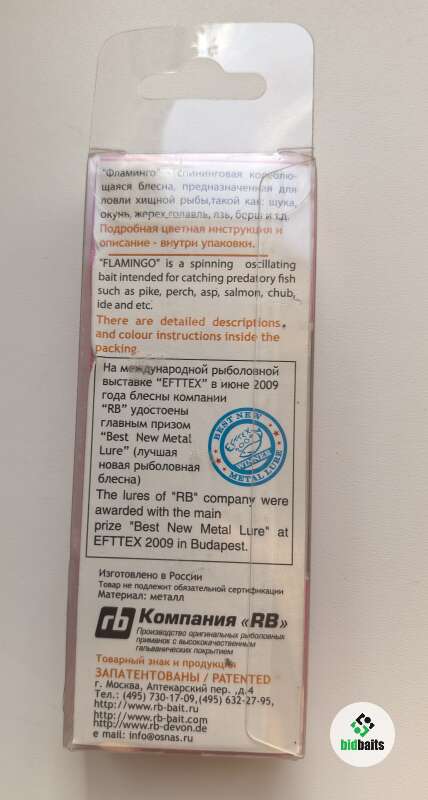 "Фламинго" - спининговая колеблю-
щаяся блесна, предназначенная для
ловли хищной рыбы,такой как: щука,
окунь, жерех,голавль, язь, берш и т.д.
Подробная цветная инструкция и
описание - внутри упаковки.
"FLAMINGO" is a spinning oscillating
bait intended for catching predatory fish
such as pike, perch, asp, salmon, chub,
ide and etc.
There are detailed descriptions,
and colour instructions inside the
packing.
На международной рыболовной
выставке "EFTTEX" в июне 2009
года блесны компании
"RB" удостоены
главным призом
"Best New Metal
Lure" (лучшая
новая рыболовная
блесна)
BEST NEW
EFTTEX
2009
WINNER
METAL LURE
The lures of "RB" company were
awarded with the main
prize "Best New Metal Lure" at
EFTTEX 2009 in Budapest.
Изготовлено в России
Товар не подлежит обязательной сертификации
Материал: металл
rb Компания «RB»
Производство оригинальных рыболовных
приманок с высококачественным
гальваническим покрытием
Товарный знак и продукция
ЗАПАТЕНТОВАНЫ / PATENTED
г. Москва, Аптекарский пер. ,д.4
Тел.: (495) 730-17-09,(495) 632-27-95,
http://www.rb-bait.ru
http://www.rb-bait.com
http://www.rb-devon.de
e mail: info@osnas.ru
bidbaits